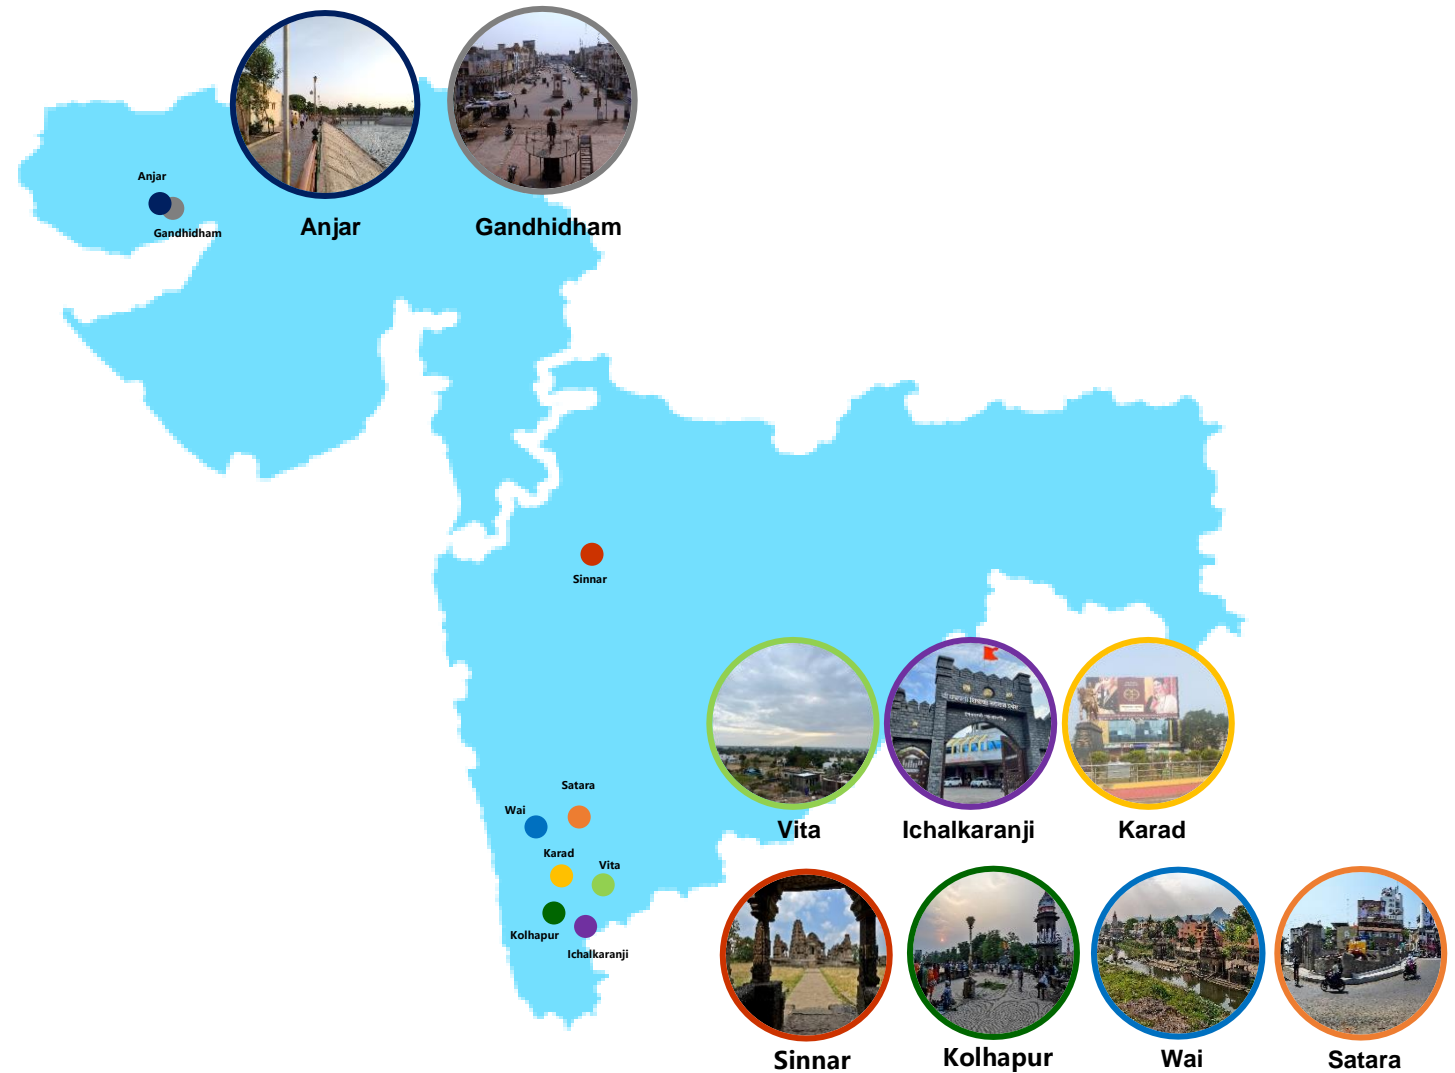 Anjar
Gandhidham
Anjar
Gandhidham
Sinnar
Satara
Wai
Karad
Vita
Kolhapur
Ichalkaranji
Vita
Ichalkaranji
Karad
Sinnar
Kolhapur
Wai
Satara